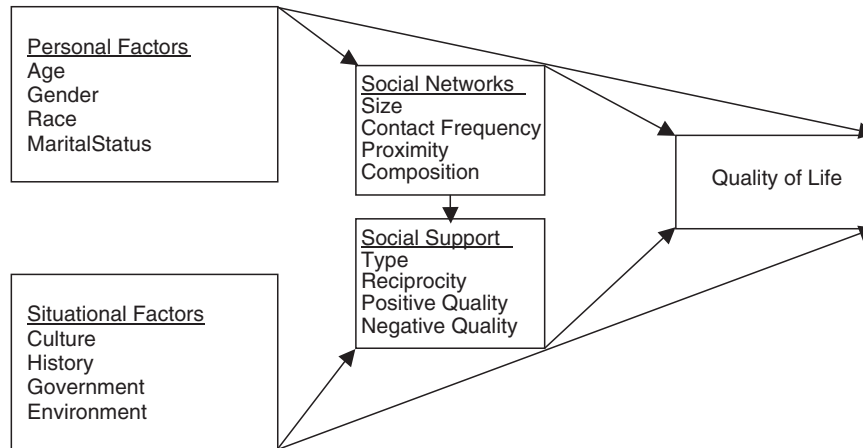 Personal Factors
Age
Gender
Race
MaritalStatus
Social Networks
Size
Contact Frequency
Proximity
Composition
Quality of Life
Social Support
Type
Reciprocity
Positive Quality
Negative Quality
Situational Factors
Culture
History
Government
Environment